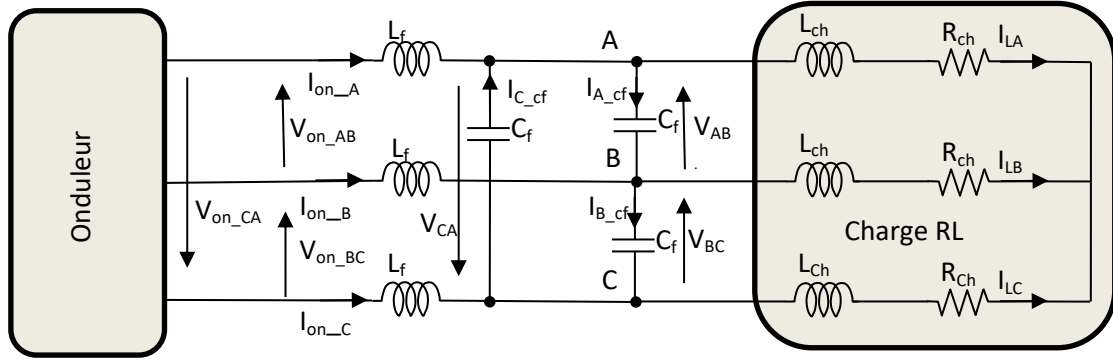 Onduleur
L_f
A
L_ch
R_ch
I_LA
I_on_A
I_C_cf
I_A_cf
C_f
C_f
V_AB
V_on_AB
L_f
B
L_ch
R_ch
I_LB
V_on_CA
I_on_B
V_CA
I_B_cf
V_on_BC
C_f
V_BC
Charge RL
L_f
C
L_Ch
R_Ch
I_LC
I_on_C